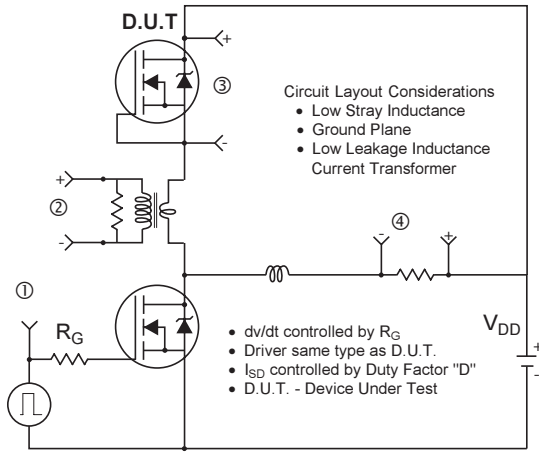 D.U.T
+
③
-
Circuit Layout Considerations
• Low Stray Inductance
• Ground Plane
• Low Leakage Inductance
Current Transformer
+
②
-
④
- +
①
R_G
• dv/dt controlled by R_G
• Driver same type as D.U.T.
• I_SD controlled by Duty Factor "D"
• D.U.T. - Device Under Test
V_DD
+
-